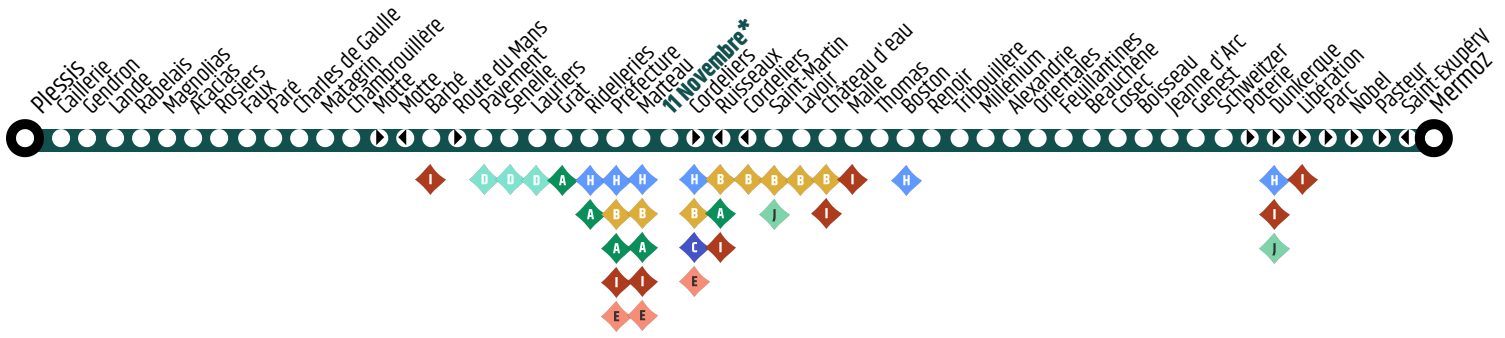 Plessis
Caillerie
Gendron
Lande
Rabelais
Magnolias
Acacias
Rosiers
Faux
Paré
Charles de Gaulle
Matagrin
Chambrouillère
Motte
Motte
Barbé
Route du Mans
Pavement
Senelle
Lauriers
Grat
Ridelleries
Préfecture
Marteau
11 Novembre*
Cordeliers
Ruisseaux
Cordeliers
Saint-Martin
Lavoir
Château d'eau
Malle
Thomas
Boston
Renoir
Tribouillère
Millénium
Alexandrie
Orientales
Feuillantines
Beauchêne
Cosec
Boisseau
Jeanne d'Arc
Genest
Schweitzer
Poterie
Dunkerque
Libération
Parc
Nobel
Pasteur
Saint-Exupéry
Mermoz
I D D D A H H H H B B B B B I H H I
A B B B A J I I
A A C I J
I I E
E E